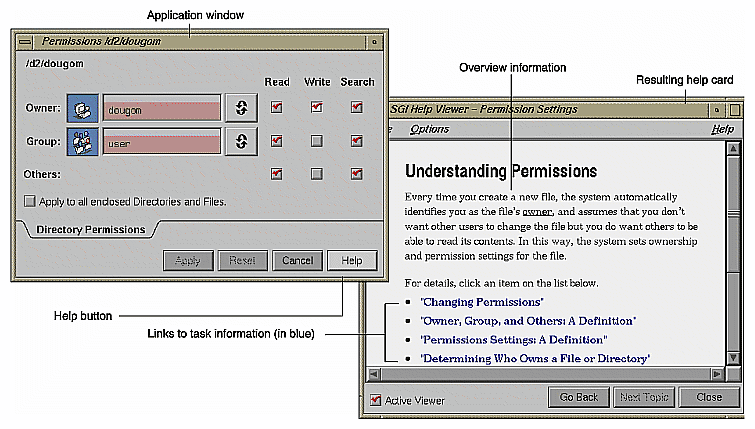 Application window
Permissions /d2/dougom
/d2/dougom
Read Write Search
Owner: dougom
Group: user
Others:
Apply to all enclosed Directories and Files.
Directory Permissions
Apply Reset Cancel Help
Help button
Links to task information (in blue)
Overview information
Resulting help card
SGI Help Viewer – Permission Settings
e Options Help
Understanding Permissions
Every time you create a new file, the system automatically
identifies you as the file's owner, and assumes that you don't
want other users to change the file but you do want others to be
able to read its contents. In this way, the system sets ownership
and permission settings for the file.
For details, click an item on the list below.
• "Changing Permissions"
• "Owner, Group, and Others: A Definition"
• "Permissions Settings: A Definition"
• "Determining Who Owns a File or Directory"
Active Viewer
Go Back Next Topic Close